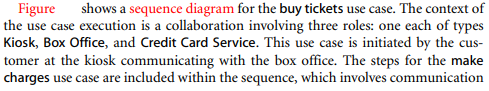 Figure shows a sequence diagram for the buy tickets use case. The context of
the use case execution is a collaboration involving three roles: one each of types
Kiosk, Box Office, and Credit Card Service. This use case is initiated by the cus-
tomer at the kiosk communicating with the box office. The steps for the make
charges use case are included within the sequence, which involves communication